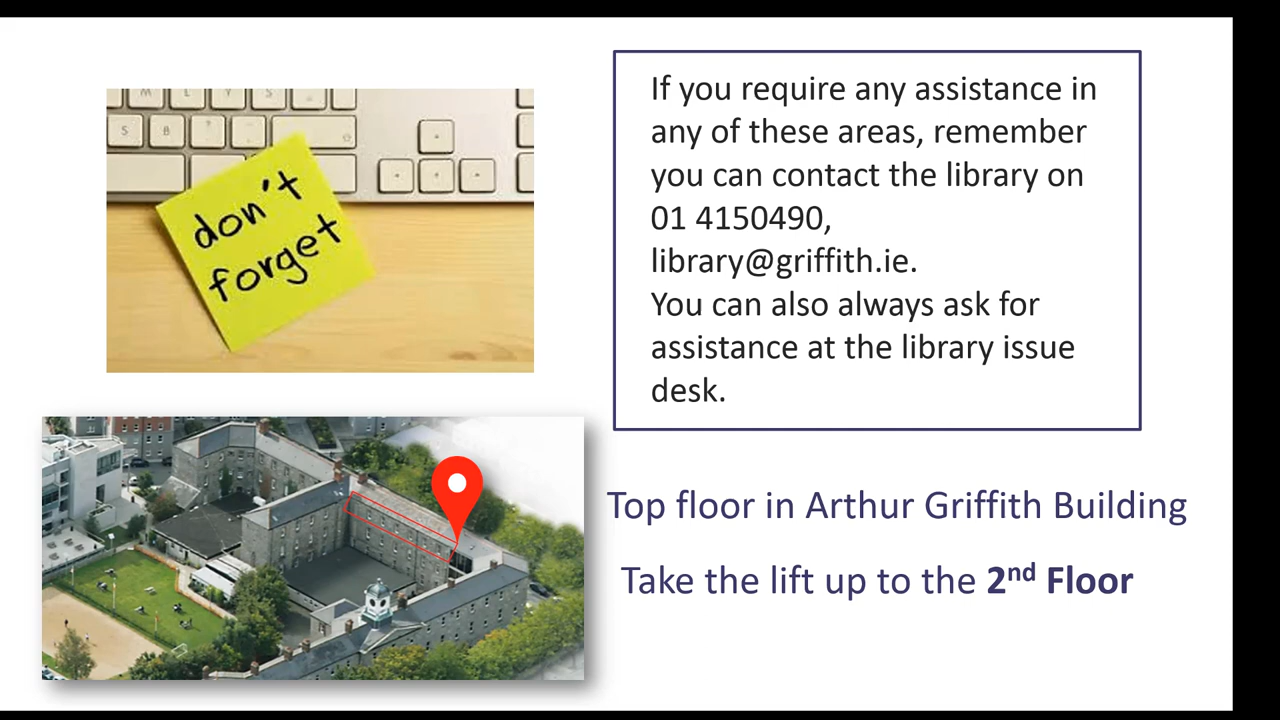 don't
forget
If you require any assistance in
any of these areas, remember
you can contact the library on
01 4150490,
library@griffith.ie.
You can also always ask for
assistance at the library issue
desk.
Top floor in Arthur Griffith Building
Take the lift up to the 2nd Floor